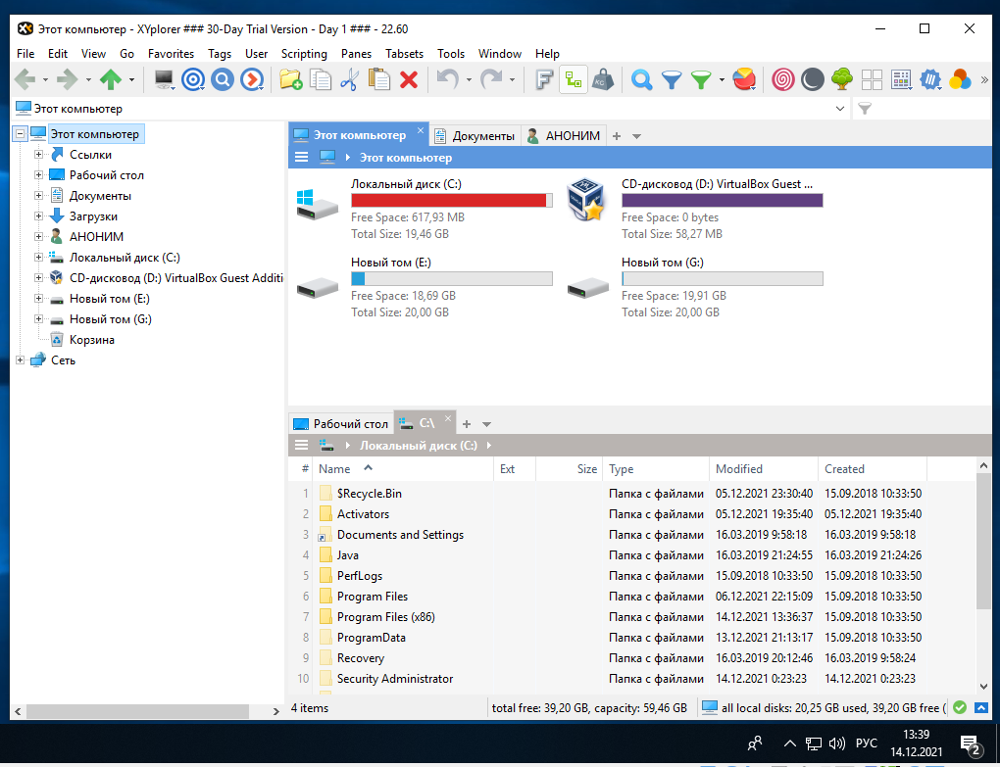 Этот компьютер - XYplorer ### 30-Day Trial Version - Day 1 ### - 22.60
File Edit View Go Favorites Tags User Scripting Panes Tabsets Tools Window Help
Этот компьютер
Этот компьютер
Ссылки
Рабочий стол
Документы
Загрузки
АНОНИМ
Локальный диск (C:)
CD-дисковод (D:) VirtualBox Guest Additi
Новый том (E:)
Новый том (G:)
Корзина
Сеть
Этот компьютер Документы АНОНИМ
Этот компьютер
Локальный диск (C:)
Free Space: 617,93 MB
Total Size: 19,46 GB
CD-дисковод (D:) VirtualBox Guest ...
Free Space: 0 bytes
Total Size: 58,27 MB
Новый том (E:)
Free Space: 18,69 GB
Total Size: 20,00 GB
Новый том (G:)
Free Space: 19,91 GB
Total Size: 20,00 GB
Рабочий стол C:\
Локальный диск (C:)
# Name Ext Size Type Modified Created
1 $Recycle.Bin Папка с файлами 05.12.2021 23:30:40 15.09.2018 10:33:50
2 Activators Папка с файлами 05.12.2021 19:35:40 05.12.2021 19:35:40
3 Documents and Settings Папка с файлами 16.03.2019 9:58:18 16.03.2019 9:58:18
4 Java Папка с файлами 16.03.2019 21:24:55 16.03.2019 21:24:26
5 PerfLogs Папка с файлами 15.09.2018 10:33:50 15.09.2018 10:33:50
6 Program Files Папка с файлами 06.12.2021 22:15:09 15.09.2018 10:33:50
7 Program Files (x86) Папка с файлами 14.12.2021 13:36:37 15.09.2018 10:33:50
8 ProgramData Папка с файлами 13.12.2021 21:13:17 15.09.2018 10:33:50
9 Recovery Папка с файлами 16.03.2019 20:12:46 16.03.2019 9:58:24
10 Security Administrator Папка с файлами 14.12.2021 0:23:23 14.12.2021 0:23:23
4 items total free: 39,20 GB, capacity: 59,46 GB all local disks: 20,25 GB used, 39,20 GB free (
РУС
13:39
14.12.2021
2